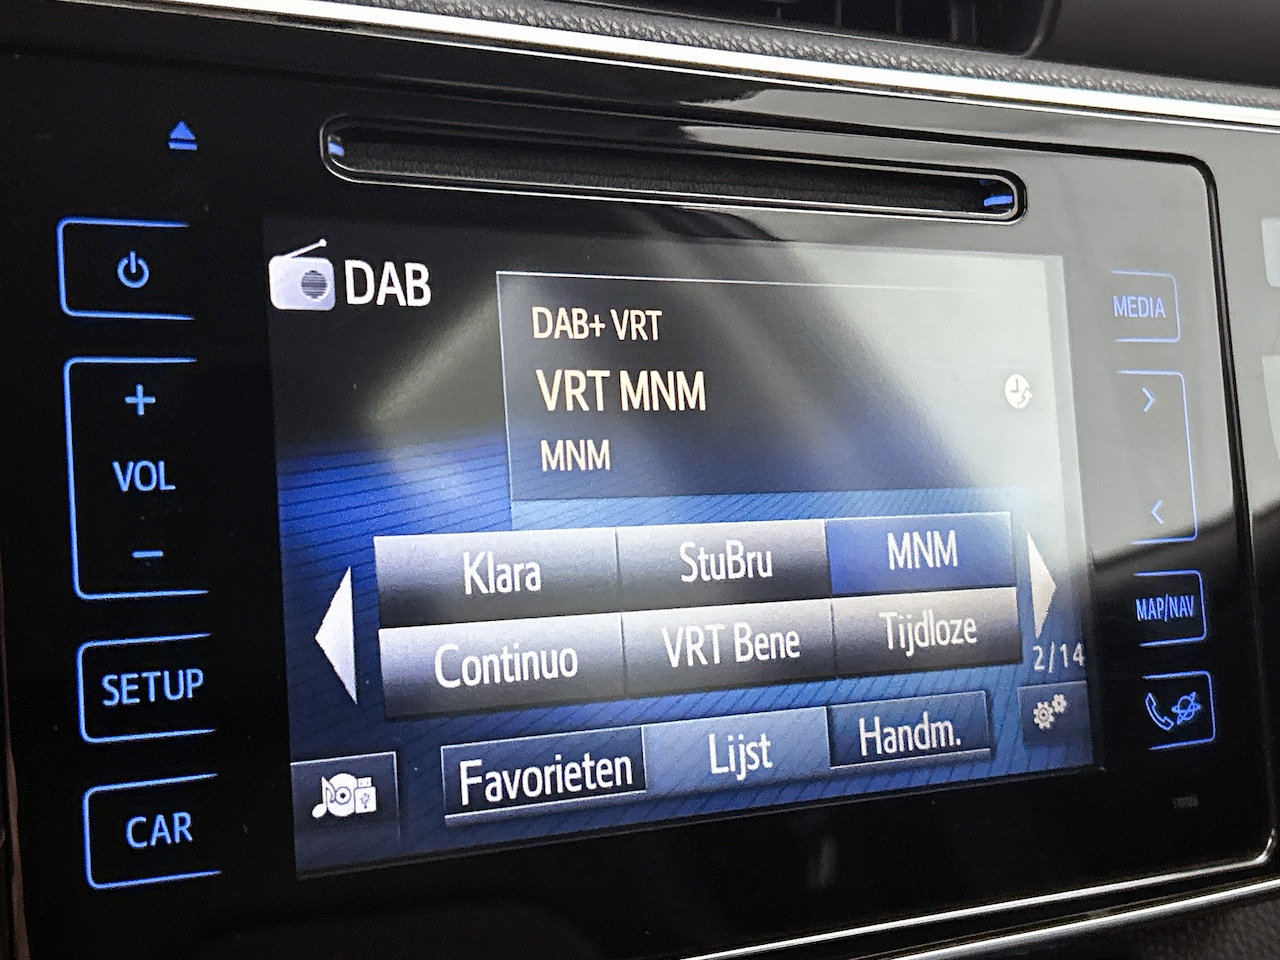 DAB
DAB+ VRT
VRT MNM
MNM
Klara StuBru MNM
Continuo VRT Bene Tijdloze
2/14
Favorieten Lijst Handm.
VOL
SETUP
CAR
MEDIA
MAP/NAV